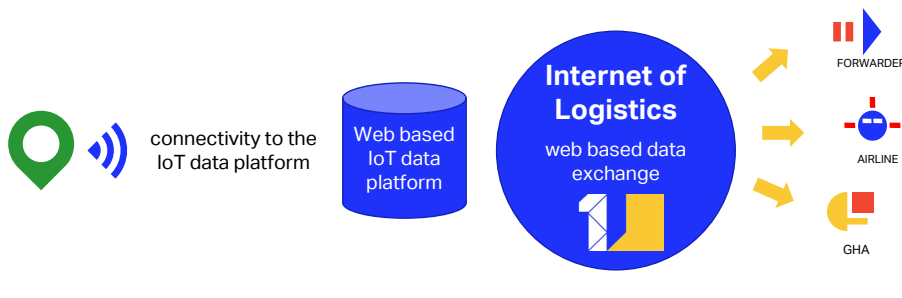 connectivity to the
IoT data platform
Web based
IoT data
platform
Internet of
Logistics
web based data
exchange
FORWARDER
AIRLINE
GHA